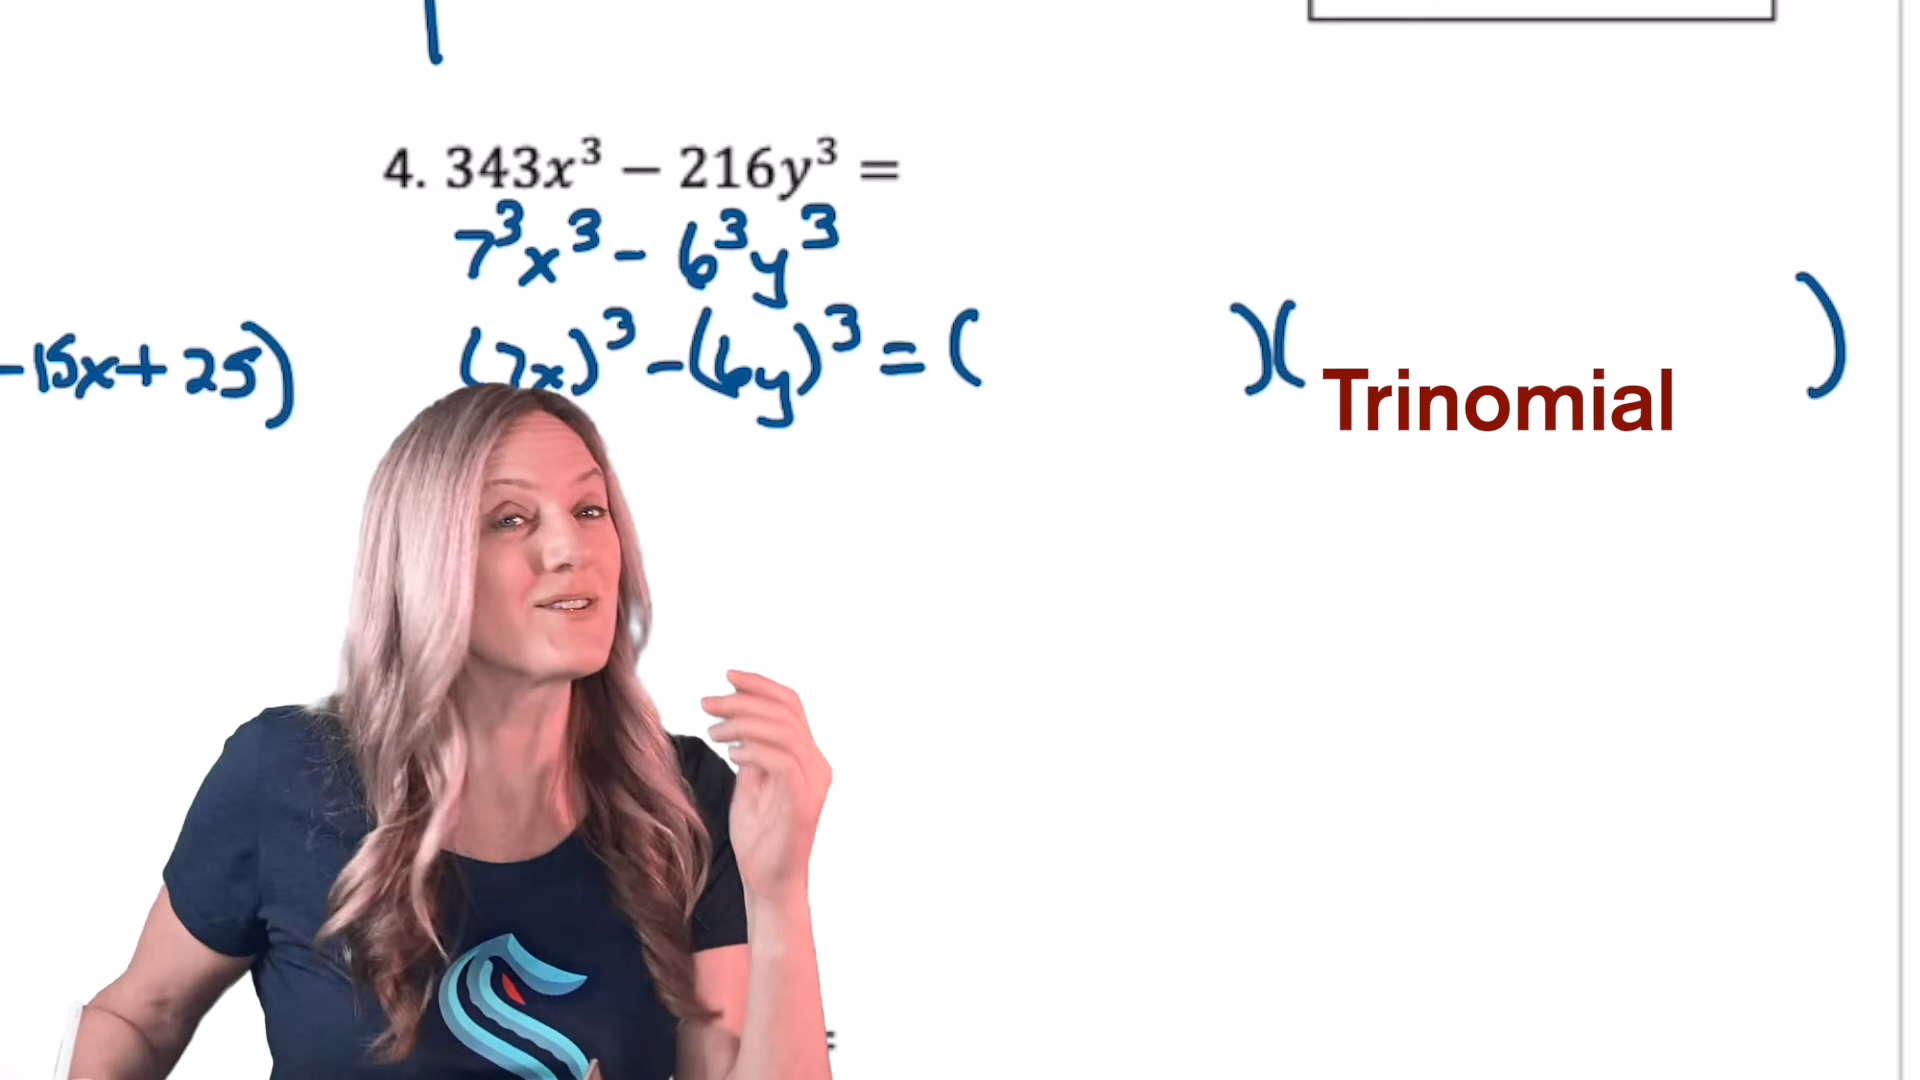 4. 343x³ − 216y³ =
7³x³ - 6³y³
-15x + 25) (7x)³ - (6y)³ = ( )( )
Trinomial
=